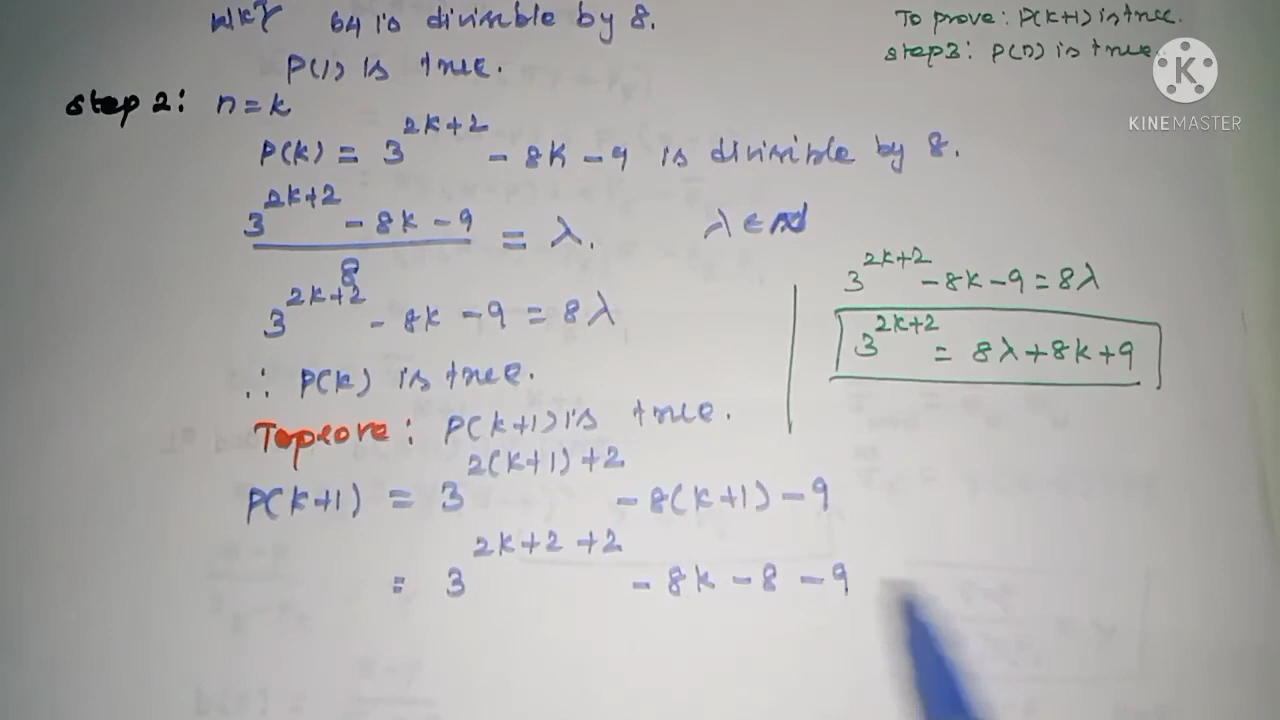 WKT 64 is divisible by 8.
P(1) is true.
To prove: P(k+1) is true.
step3: P(n) is true.
K
KINEMASTER
step 2: n=k
P(k) = 3^{2k+2} - 8k - 9 is divisible by 8.
\frac{3^{2k+2} - 8k - 9}{8} = λ. λ ∈ N
3^{2k+2} - 8k - 9 = 8λ
∴ P(k) is true.
3^{2k+2} - 8k - 9 = 8λ
3^{2k+2} = 8λ + 8k + 9
To prove: P(k+1) is true.
P(k+1) = 3^{2(k+1)+2} - 8(k+1) - 9
= 3^{2k+2+2} - 8k - 8 - 9